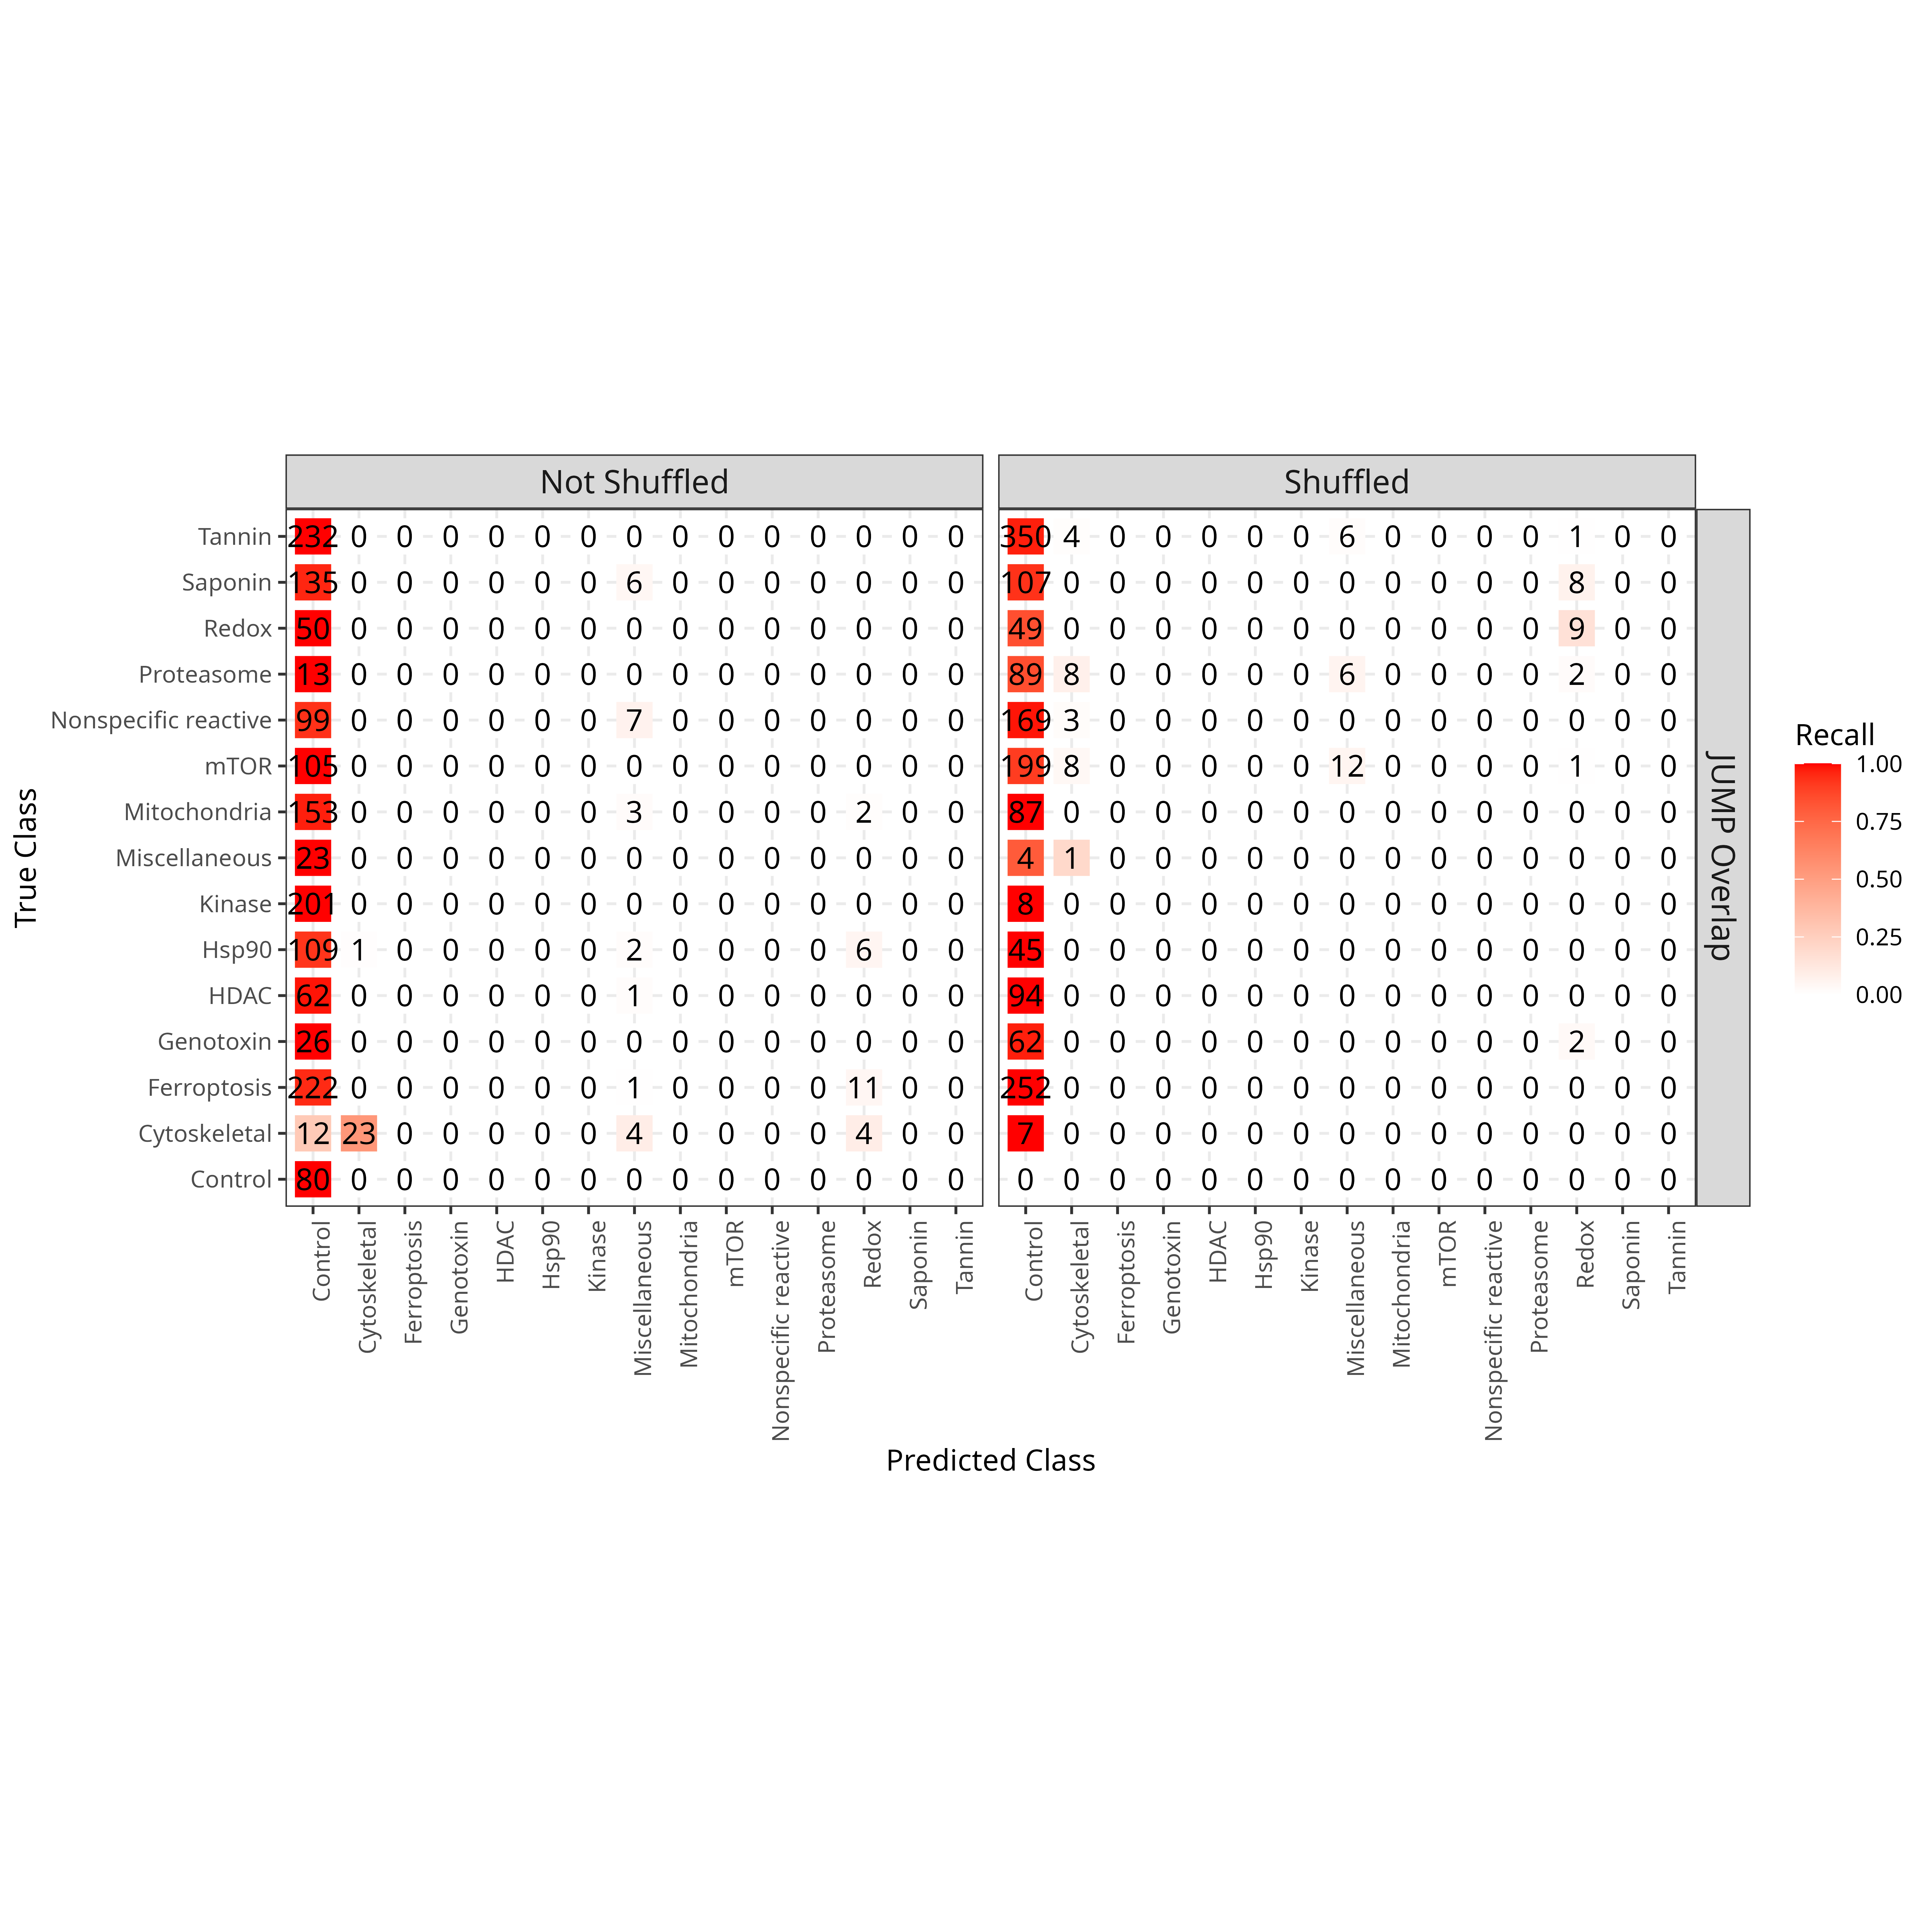 Not Shuffled Shuffled
Tannin 232 0 0 0 0 0 0 0 0 0 0 0 0 0 0 350 4 0 0 0 0 0 6 0 0 0 0 1 0 0
Saponin 135 0 0 0 0 0 0 6 0 0 0 0 0 0 0 107 0 0 0 0 0 0 0 0 0 0 0 8 0 0
Redox 50 0 0 0 0 0 0 0 0 0 0 0 0 0 0 49 0 0 0 0 0 0 0 0 0 0 0 9 0 0
Proteasome 13 0 0 0 0 0 0 0 0 0 0 0 0 0 0 89 8 0 0 0 0 0 6 0 0 0 0 2 0 0
Nonspecific reactive 99 0 0 0 0 0 0 7 0 0 0 0 0 0 0 169 3 0 0 0 0 0 0 0 0 0 0 0 0 0
mTOR 105 0 0 0 0 0 0 0 0 0 0 0 0 0 0 199 8 0 0 0 0 0 12 0 0 0 0 1 0 0
Mitochondria 153 0 0 0 0 0 0 3 0 0 0 0 2 0 0 87 0 0 0 0 0 0 0 0 0 0 0 0 0 0
Miscellaneous 23 0 0 0 0 0 0 0 0 0 0 0 0 0 0 4 1 0 0 0 0 0 0 0 0 0 0 0 0 0
Kinase 201 0 0 0 0 0 0 0 0 0 0 0 0 0 0 8 0 0 0 0 0 0 0 0 0 0 0 0 0 0
Hsp90 109 1 0 0 0 0 0 2 0 0 0 0 6 0 0 45 0 0 0 0 0 0 0 0 0 0 0 0 0 0
HDAC 62 0 0 0 0 0 0 1 0 0 0 0 0 0 0 94 0 0 0 0 0 0 0 0 0 0 0 0 0 0
Genotoxin 26 0 0 0 0 0 0 0 0 0 0 0 0 0 0 62 0 0 0 0 0 0 0 0 0 0 0 2 0 0
Ferroptosis 222 0 0 0 0 0 0 1 0 0 0 0 11 0 0 252 0 0 0 0 0 0 0 0 0 0 0 0 0 0
Cytoskeletal 12 23 0 0 0 0 0 4 0 0 0 0 4 0 0 7 0 0 0 0 0 0 0 0 0 0 0 0 0 0
Control 80 0 0 0 0 0 0 0 0 0 0 0 0 0 0 0 0 0 0 0 0 0 0 0 0 0 0 0 0 0
Control Cytoskeletal Ferroptosis Genotoxin HDAC Hsp90 Kinase Miscellaneous Mitochondria mTOR Nonspecific reactive Proteasome Redox Saponin Tannin Control Cytoskeletal Ferroptosis Genotoxin HDAC Hsp90 Kinase Miscellaneous Mitochondria mTOR Nonspecific reactive Proteasome Redox Saponin Tannin
Predicted Class
True Class
JUMP Overlap
Recall
1.00
0.75
0.50
0.25
0.00